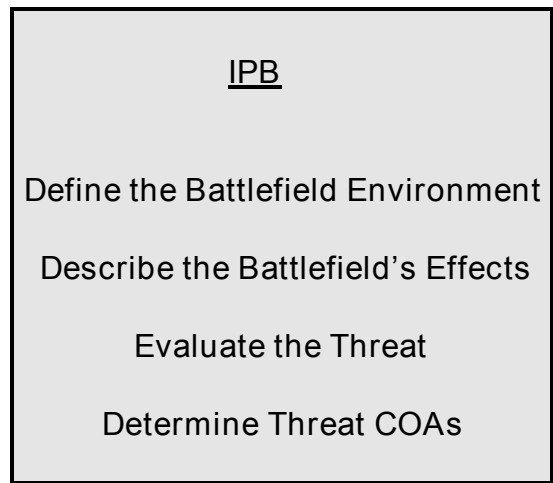 IPB
Define the Battlefield Environment
Describe the Battlefield’s Effects
Evaluate the Threat
Determine Threat COAs